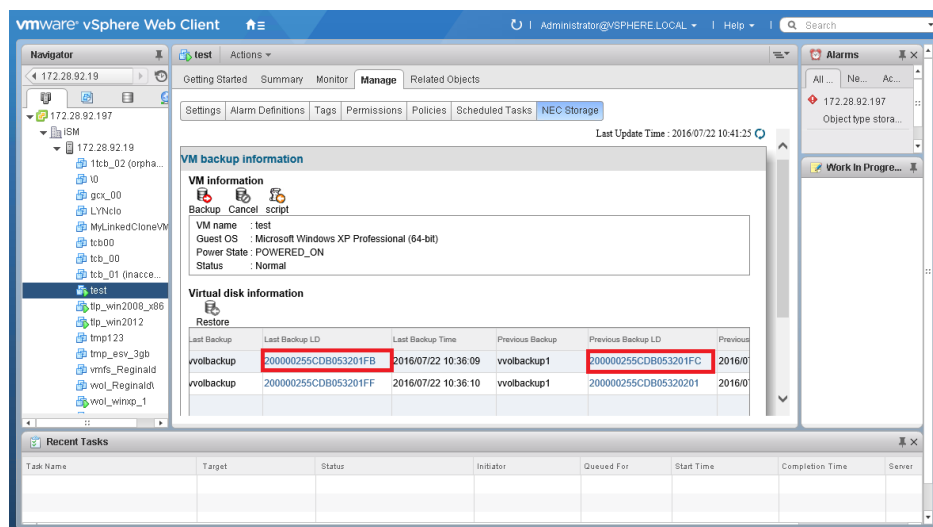 vmware® vSphere Web Client
Administrator@VSPHERE.LOCAL
Help
Search
Navigator
172.28.92.19
172.28.92.197
iSM
172.28.92.19
1tcb_02 (orpha...
\0
gcx_00
LYNclo
MyLinkedCloneVM
tcb00
tcb_00
tcb_01 (inacce...
test
tlp_win2008_x86
tlp_win2012
tmp123
tmp_esv_3gb
vmfs_Reginald
vvol_Reginald\
vvol_winxp_1
test Actions
Getting Started Summary Monitor Manage Related Objects
Settings Alarm Definitions Tags Permissions Policies Scheduled Tasks NEC Storage
Last Update Time : 2016/07/22 10:41:25
VM backup information
VM information
Backup Cancel script
VM name : test
Guest OS : Microsoft Windows XP Professional (64-bit)
Power State : POWERED_ON
Status : Normal
Virtual disk information
Restore
Last Backup Last Backup LD Last Backup Time Previous Backup Previous Backup LD Previous
vvolbackup 200000255CDB053201FB 2016/07/22 10:36:09 vvolbackup1 200000255CDB053201FC 2016/0
vvolbackup 200000255CDB053201FF 2016/07/22 10:36:10 vvolbackup1 200000255CDB05320201 2016/0
Alarms
All ... Ne... Ac...
172.28.92.197
Object type stora...
Work In Progre...
Recent Tasks
Task Name Target Status Initiator Queued For Start Time Completion Time Server